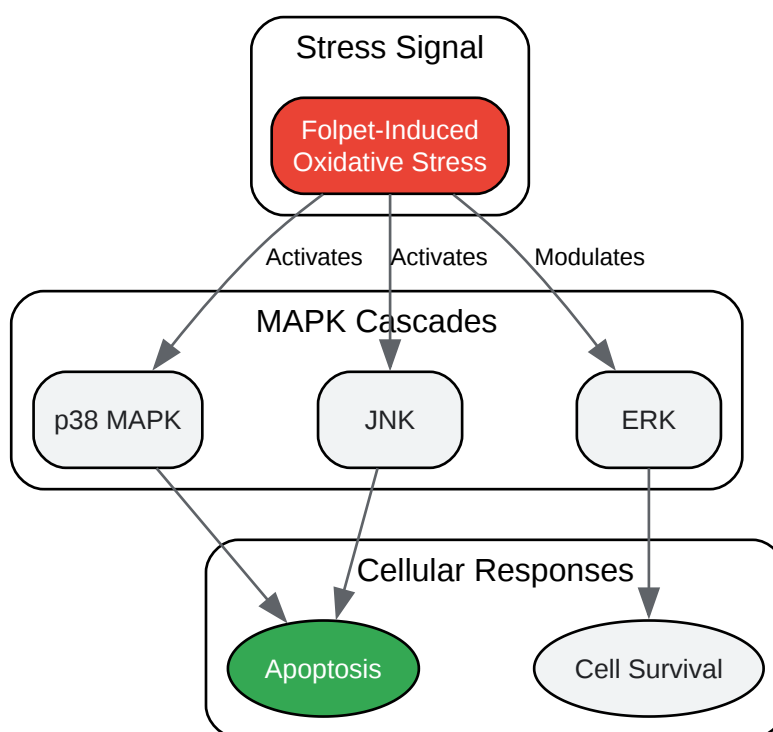 Stress Signal
Folpet-Induced
Oxidative Stress
Activates
Activates
Modulates
MAPK Cascades
p38 MAPK
JNK
ERK
Cellular Responses
Apoptosis
Cell Survival